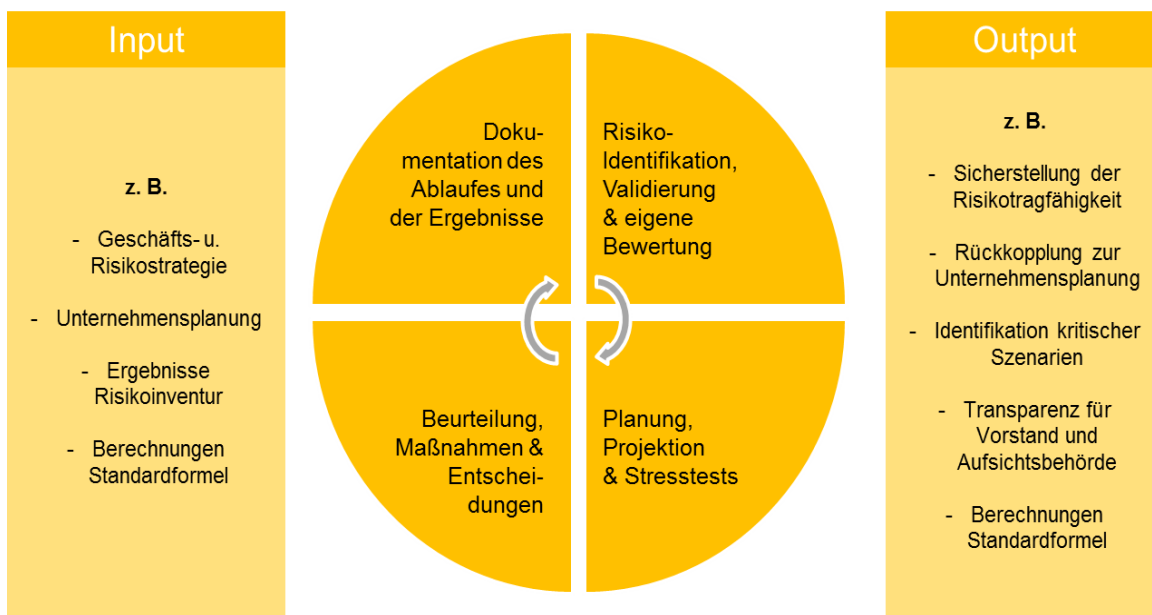 Input
z. B.
- Geschäfts- u.
Risikostrategie
- Unternehmensplanung
- Ergebnisse
Risikoinventur
- Berechnungen
Standardformel
Doku-
mentation des
Ablaufes und
der Ergebnisse
Risiko-
Identifikation,
Validierung
& eigene
Bewertung
Beurteilung,
Maßnahmen &
Entschei-
dungen
Planung,
Projektion
& Stresstests
Output
z. B.
- Sicherstellung der
Risikotragfähigkeit
- Rückkopplung zur
Unternehmensplanung
- Identifikation kritischer
Szenarien
- Transparenz für
Vorstand und
Aufsichtsbehörde
- Berechnungen
Standardformel